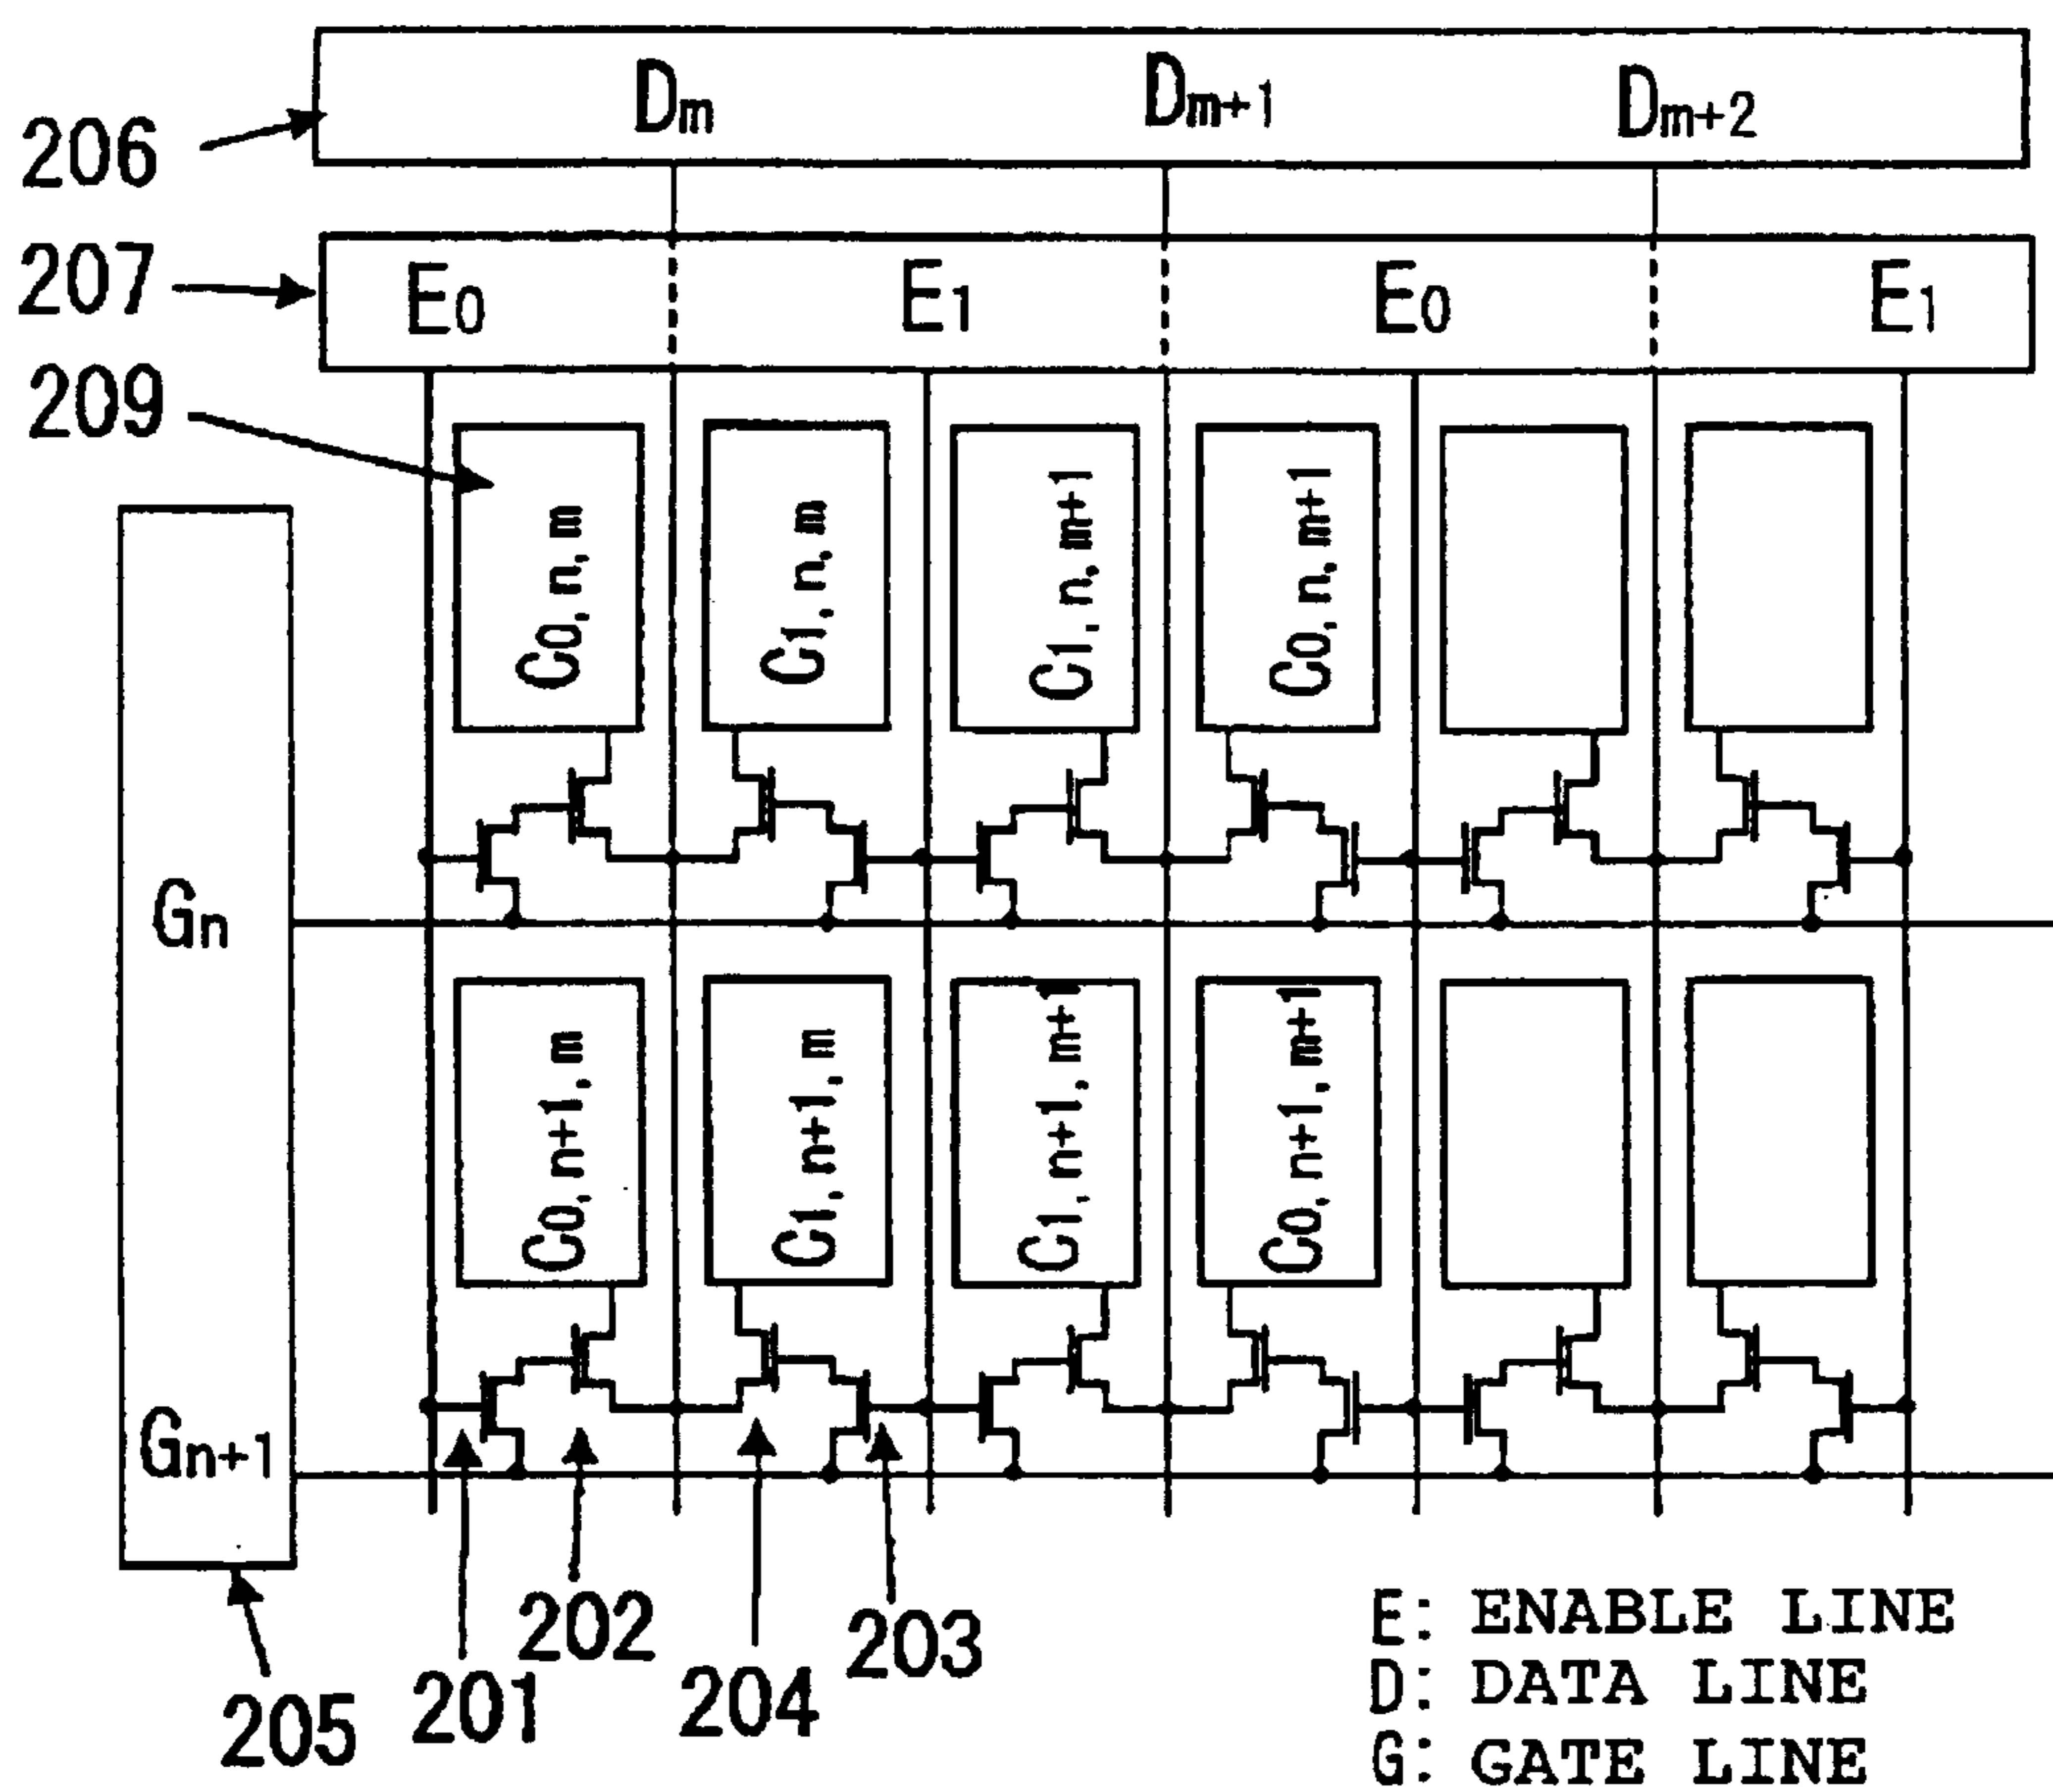 206
Dm
Dm+1
Dm+2
207
E0
E1
E0
E1
209
C0, n, m
C1, n, m
C1, n, m+1
C0, n, m+1
Gn
C0, n+1, m
C1, n+1, m
C1, n+1, m+1
C0, n+1, m+1
Gn+1
205
201
202
204
203
E: ENABLE LINE
D: DATA LINE
G: GATE LINE